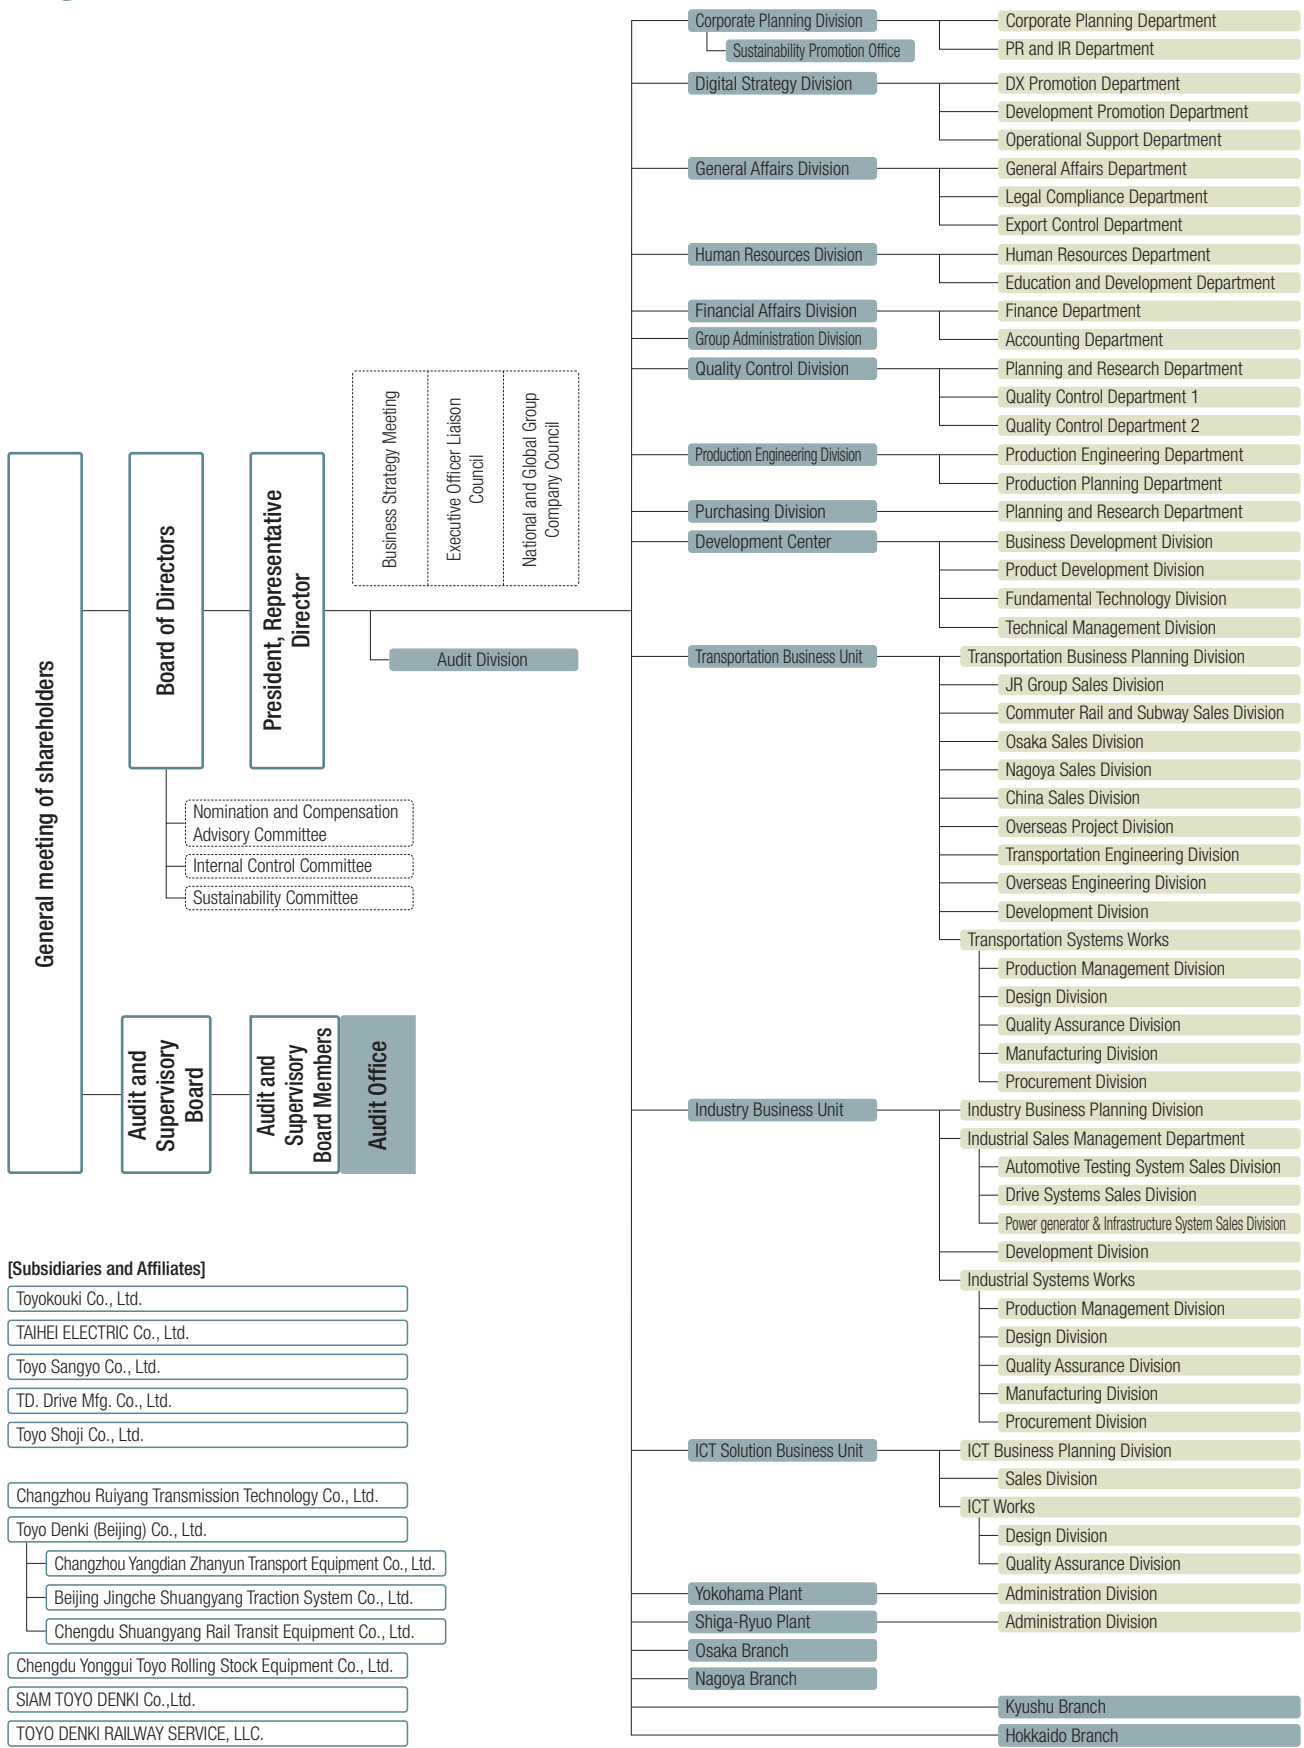 General meeting of shareholders
Board of Directors
President, Representative
Director
Business Strategy Meeting
Executive Officer Liaison
Council
National and Global Group
Company Council
Audit Division
Nomination and Compensation
Advisory Committee
Internal Control Committee
Sustainability Committee
Audit and
Supervisory
Board
Audit and
Supervisory
Board Members
Audit Office
[Subsidiaries and Affiliates]
Toyokouki Co., Ltd.
TAIHEI ELECTRIC Co., Ltd.
Toyo Sangyo Co., Ltd.
TD. Drive Mfg. Co., Ltd.
Toyo Shoji Co., Ltd.
Changzhou Ruiyang Transmission Technology Co., Ltd.
Toyo Denki (Beijing) Co., Ltd.
Changzhou Yangdian Zhanyun Transport Equipment Co., Ltd.
Beijing Jingche Shuangyang Traction System Co., Ltd.
Chengdu Shuangyang Rail Transit Equipment Co., Ltd.
Chengdu Yonggui Toyo Rolling Stock Equipment Co., Ltd.
SIAM TOYO DENKI Co.,Ltd.
TOYO DENKI RAILWAY SERVICE, LLC.
Corporate Planning Division
Sustainability Promotion Office
Corporate Planning Department
PR and IR Department
Digital Strategy Division
DX Promotion Department
Development Promotion Department
Operational Support Department
General Affairs Division
General Affairs Department
Legal Compliance Department
Export Control Department
Human Resources Division
Human Resources Department
Education and Development Department
Financial Affairs Division
Finance Department
Group Administration Division
Accounting Department
Quality Control Division
Planning and Research Department
Quality Control Department 1
Quality Control Department 2
Production Engineering Division
Production Engineering Department
Production Planning Department
Purchasing Division
Planning and Research Department
Development Center
Business Development Division
Product Development Division
Fundamental Technology Division
Technical Management Division
Transportation Business Unit
Transportation Business Planning Division
JR Group Sales Division
Commuter Rail and Subway Sales Division
Osaka Sales Division
Nagoya Sales Division
China Sales Division
Overseas Project Division
Transportation Engineering Division
Overseas Engineering Division
Development Division
Transportation Systems Works
Production Management Division
Design Division
Quality Assurance Division
Manufacturing Division
Procurement Division
Industry Business Unit
Industry Business Planning Division
Industrial Sales Management Department
Automotive Testing System Sales Division
Drive Systems Sales Division
Power generator & Infrastructure System Sales Division
Development Division
Industrial Systems Works
Production Management Division
Design Division
Quality Assurance Division
Manufacturing Division
Procurement Division
ICT Solution Business Unit
ICT Business Planning Division
Sales Division
ICT Works
Design Division
Quality Assurance Division
Yokohama Plant
Administration Division
Shiga-Ryuo Plant
Administration Division
Osaka Branch
Nagoya Branch
Kyushu Branch
Hokkaido Branch